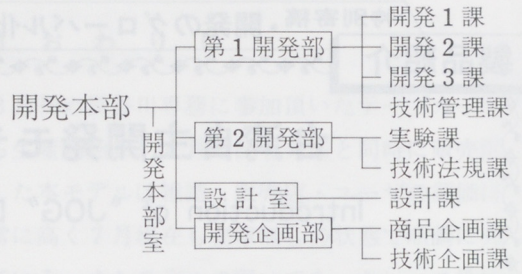 開発本部
開発本部室
第1開発部
開発1課
開発2課
開発3課
第2開発部
技術管理課
実験課
技術法規課
設計室
設計課
開発企画部
商品企画課
技術企画課